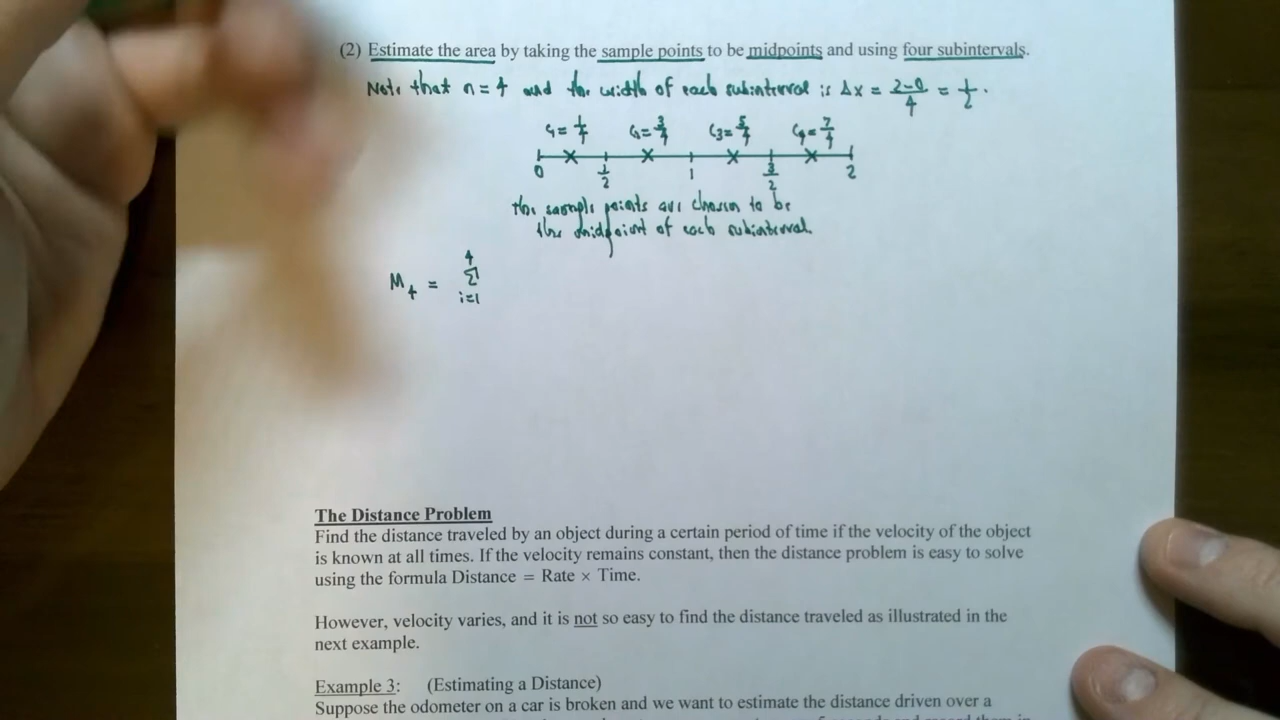 (2) Estimate the area by taking the sample points to be midpoints and using four subintervals.
Note that n = 4 and the width of each subinterval is Δx = 2-0/4 = 1/2.
c₁ = 1/4 c₂ = 3/4 c₃ = 5/4 c₄ = 7/4
0 1/2 1 3/2 2
the sample points are chosen to be
the midpoint of each subinterval.
M₄ = 4 Σ i=1
The Distance Problem
Find the distance traveled by an object during a certain period of time if the velocity of the object
is known at all times. If the velocity remains constant, then the distance problem is easy to solve
using the formula Distance = Rate × Time.
However, velocity varies, and it is not so easy to find the distance traveled as illustrated in the
next example.
Example 3: (Estimating a Distance)
Suppose the odometer on a car is broken and we want to estimate the distance driven over a